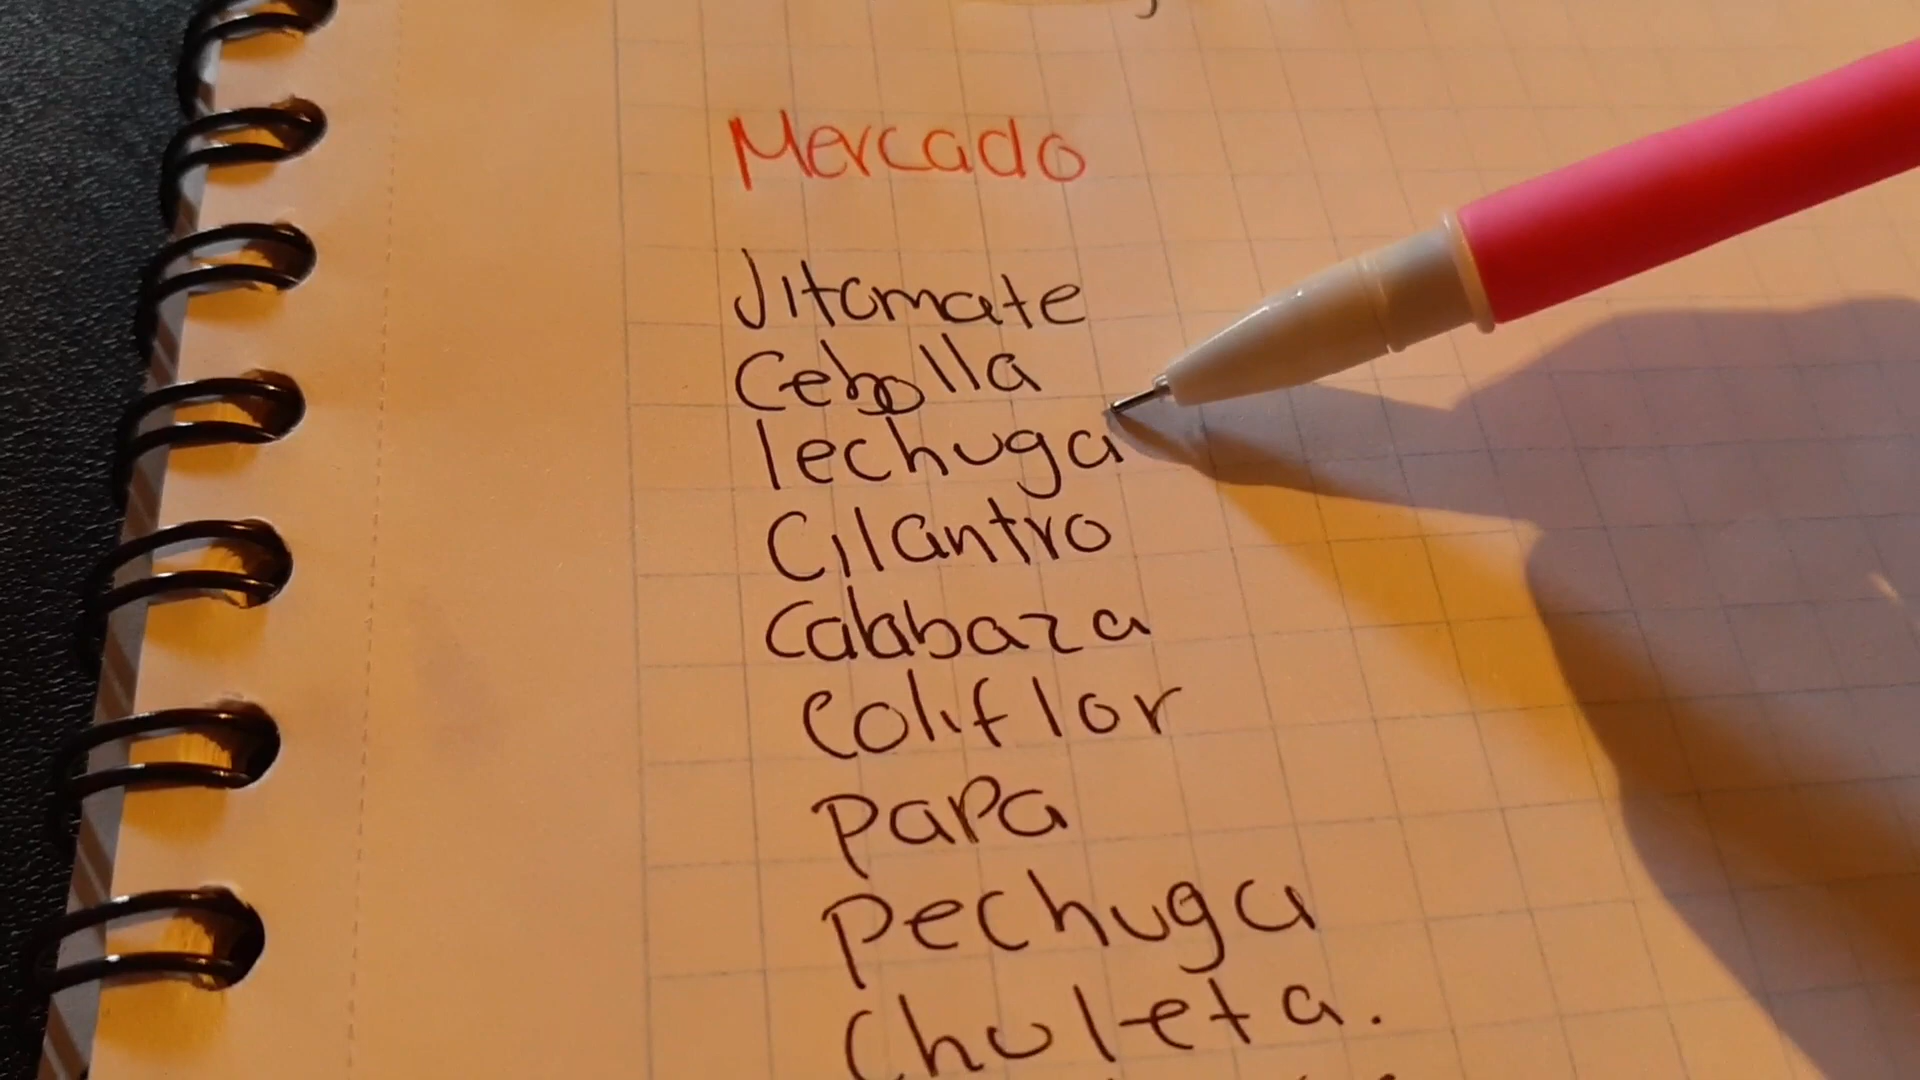 Mercado
Jitomate
Cebolla
lechuga
Cilantro
Calabaza
Coliflor
papa
Pechuga
Chuleta.